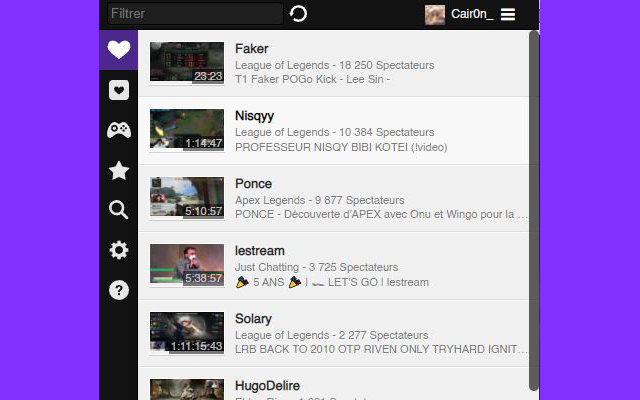 Filtrer
Cair0n_
Faker
23:23
League of Legends - 18 250 Spectateurs
T1 Faker POGo Kick - Lee Sin -
Nisqyy
1:14:47
League of Legends - 10 384 Spectateurs
PROFESSEUR NISQY BIBI KOTEI (!video)
Ponce
5:10:57
Apex Legends - 9 877 Spectateurs
PONCE - Découverte d'APEX avec Onu et Wingo pour la ...
lestream
5:38:57
Just Chatting - 3 725 Spectateurs
🎉 5 ANS 🎉 | LET'S GO | lestream
Solary
1:11:15:43
League of Legends - 2 277 Spectateurs
LRB BACK TO 2010 OTP RIVEN ONLY TRYHARD IGNIT...
HugoDelire